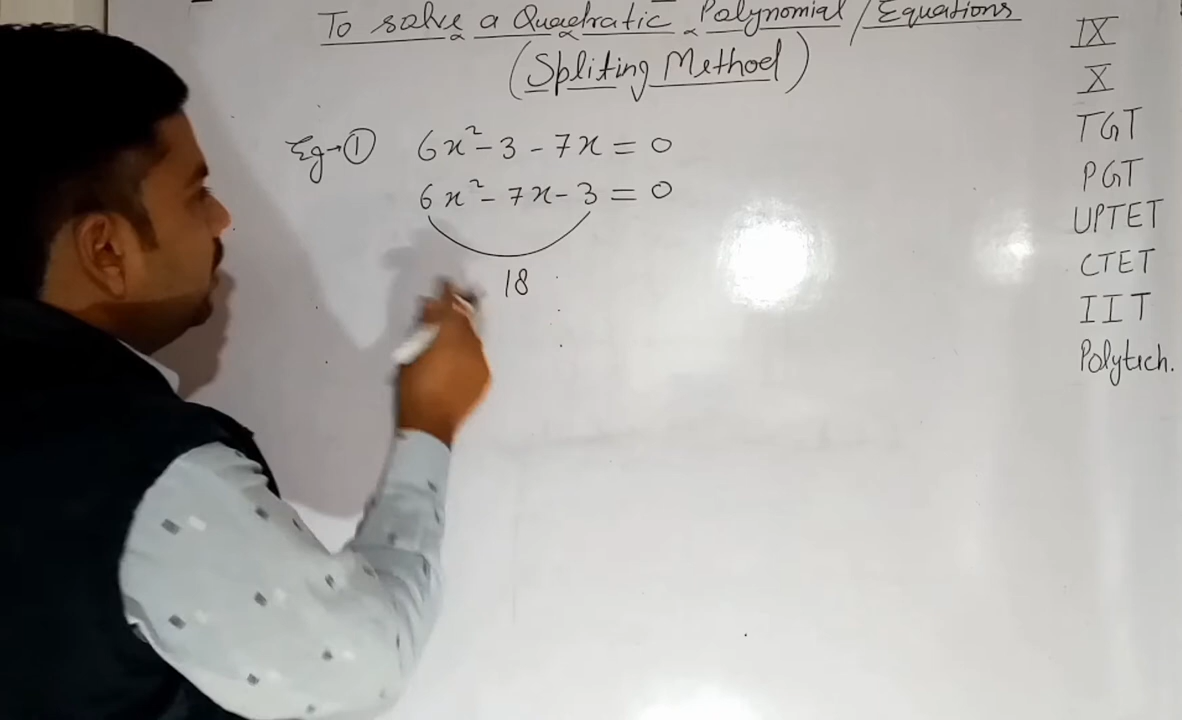 To solve a Quadratic Polynomial / Equations
(Spliting Method)
Eg→① 6x²-3-7x=0
6x²-7x-3=0
18
IX
X
TGT
PGT
UPTET
CTET
IIT
Polytech.